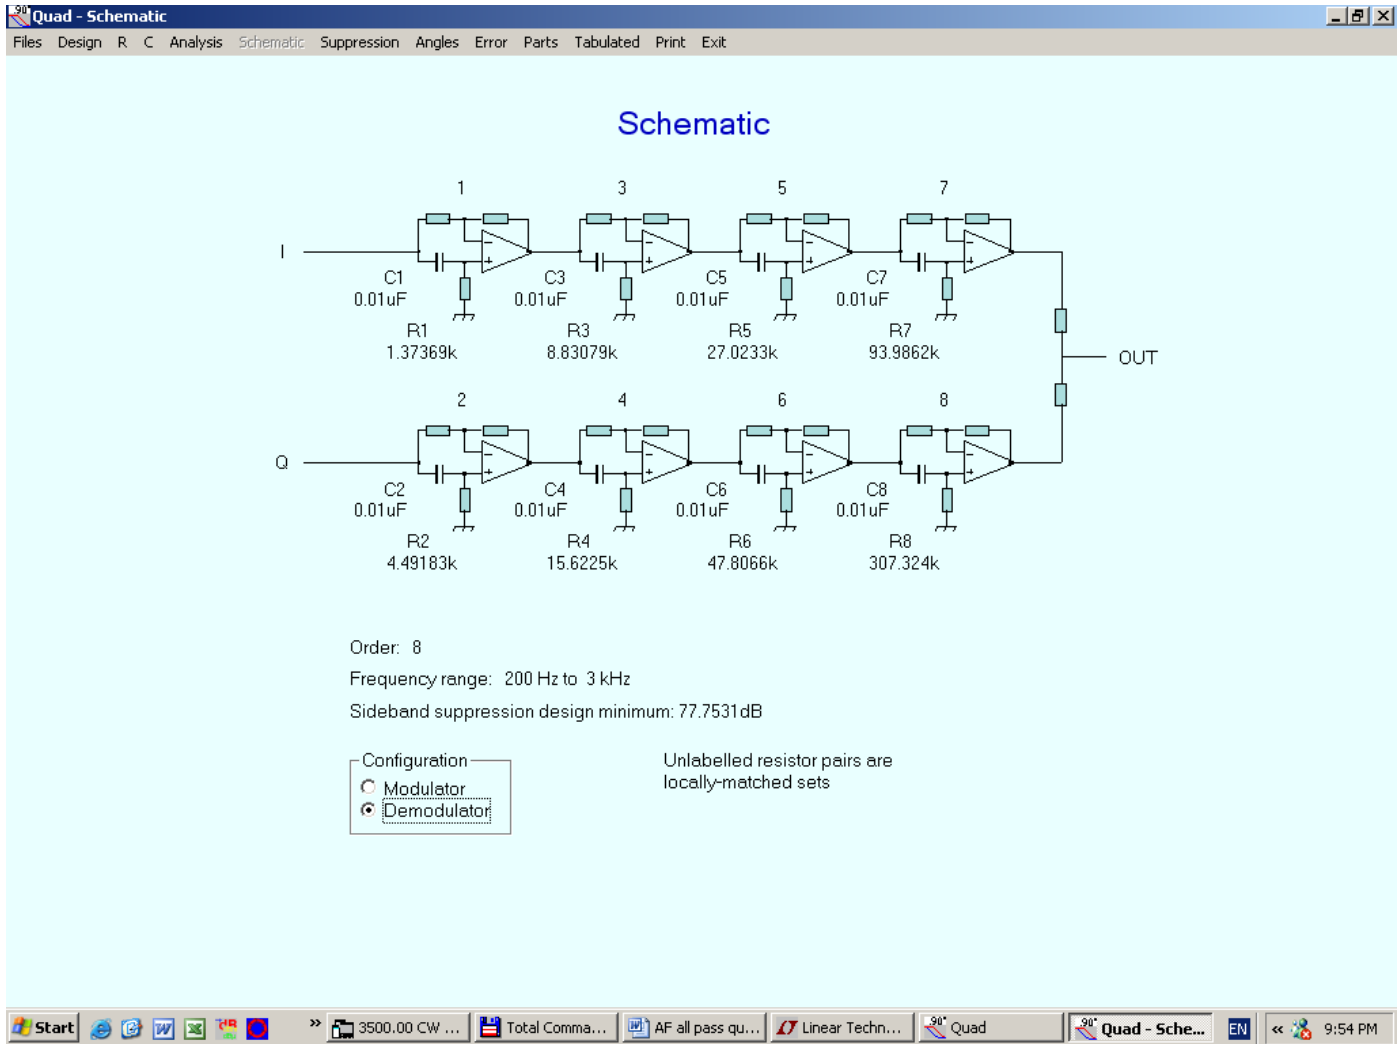 90° Quad - Schematic
Files Design R C Analysis Schematic Suppression Angles Error Parts Tabulated Print Exit
Schematic
1 3 5 7
I
- - - -
+ + + +
C1 C3 C5 C7
0.01uF 0.01uF 0.01uF 0.01uF
R1 R3 R5 R7
1.37369k 8.83079k 27.0233k 93.9862k
OUT
2 4 6 8
Q
- - - -
+ + + +
C2 C4 C6 C8
0.01uF 0.01uF 0.01uF 0.01uF
R2 R4 R6 R8
4.49183k 15.6225k 47.8066k 307.324k
Order: 8
Frequency range: 200 Hz to 3 kHz
Sideband suppression design minimum: 77.7531dB
Configuration
Modulator
Demodulator
Unlabelled resistor pairs are
locally-matched sets
Start » 3500.00 CW ... Total Comma... AF all pass qu... Linear Techn... Quad Quad - Sche... EN « 9:54 PM